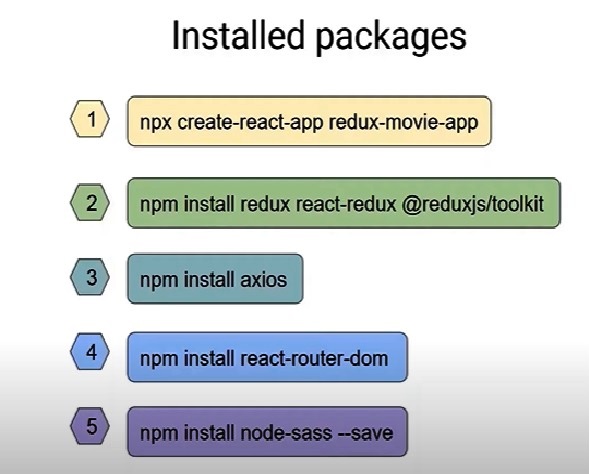 Installed packages
1 npx create-react-app redux-movie-app
2 npm install redux react-redux @reduxjs/toolkit
3 npm install axios
4 npm install react-router-dom
5 npm install node-sass --save